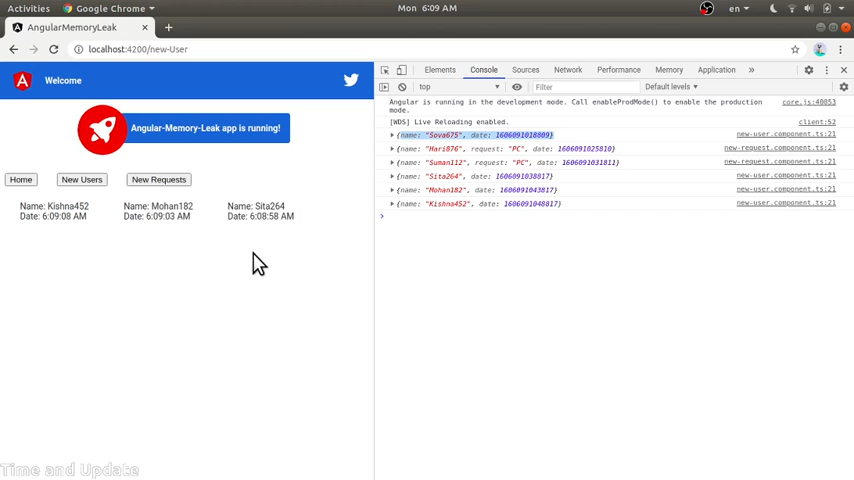 Activities Google Chrome Mon 6:09 AM en
AngularMemoryLeak
localhost:4200/new-User
Elements Console Sources Network Performance Memory Application
Welcome
top Filter Default levels
Angular is running in the development mode. Call enableProdMode() to enable the production mode. core.js:40853
[WDS] Live Reloading enabled. client:52
Angular-Memory-Leak app is running!
{name: "Sova675", date: 1606091018809} new-user.component.ts:21
{name: "Hari876", request: "PC", date: 1606091025810} new-request.component.ts:21
{name: "Suman112", request: "PC", date: 1606091031811} new-request.component.ts:21
{name: "Sita264", date: 1606091038817} new-user.component.ts:21
{name: "Mohan182", date: 1606091043817} new-user.component.ts:21
{name: "Kishna452", date: 1606091048817} new-user.component.ts:21
Home New Users New Requests
Name: Kishna452 Name: Mohan182 Name: Sita264
Date: 6:09:08 AM Date: 6:09:03 AM Date: 6:08:58 AM
Time and Update